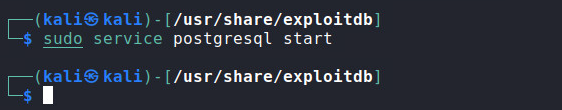 ┌──(kali㉿kali)-[/usr/share/exploitdb]
└─$ sudo service postgresql start
┌──(kali㉿kali)-[/usr/share/exploitdb]
└─$